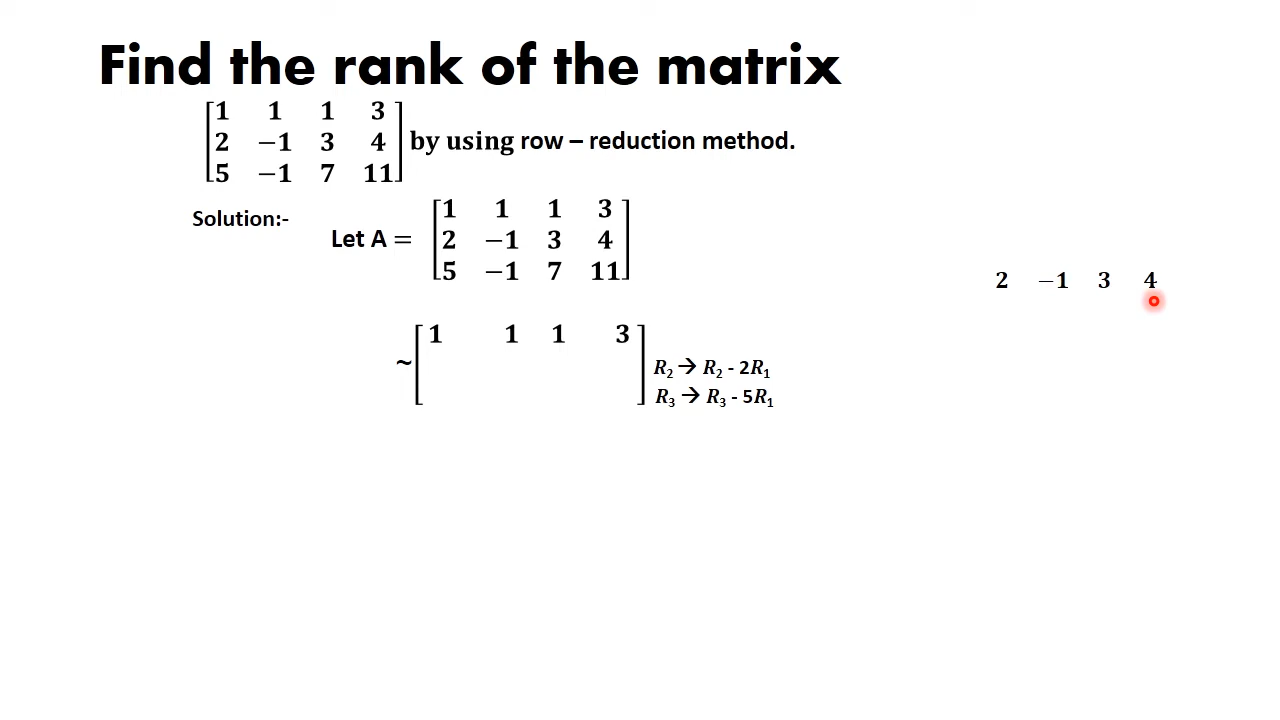 Find the rank of the matrix
1 1 1 3
2 −1 3 4 by using row – reduction method.
5 −1 7 11
Solution:-
1 1 1 3
Let A = 2 −1 3 4
5 −1 7 11
2 −1 3 4
~ 1 1 1 3
R₂ → R₂ - 2R₁
R₃ → R₃ - 5R₁